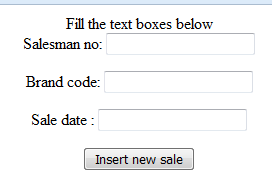 Fill the text boxes below
Salesman no:
Brand code:
Sale date :
Insert new sale